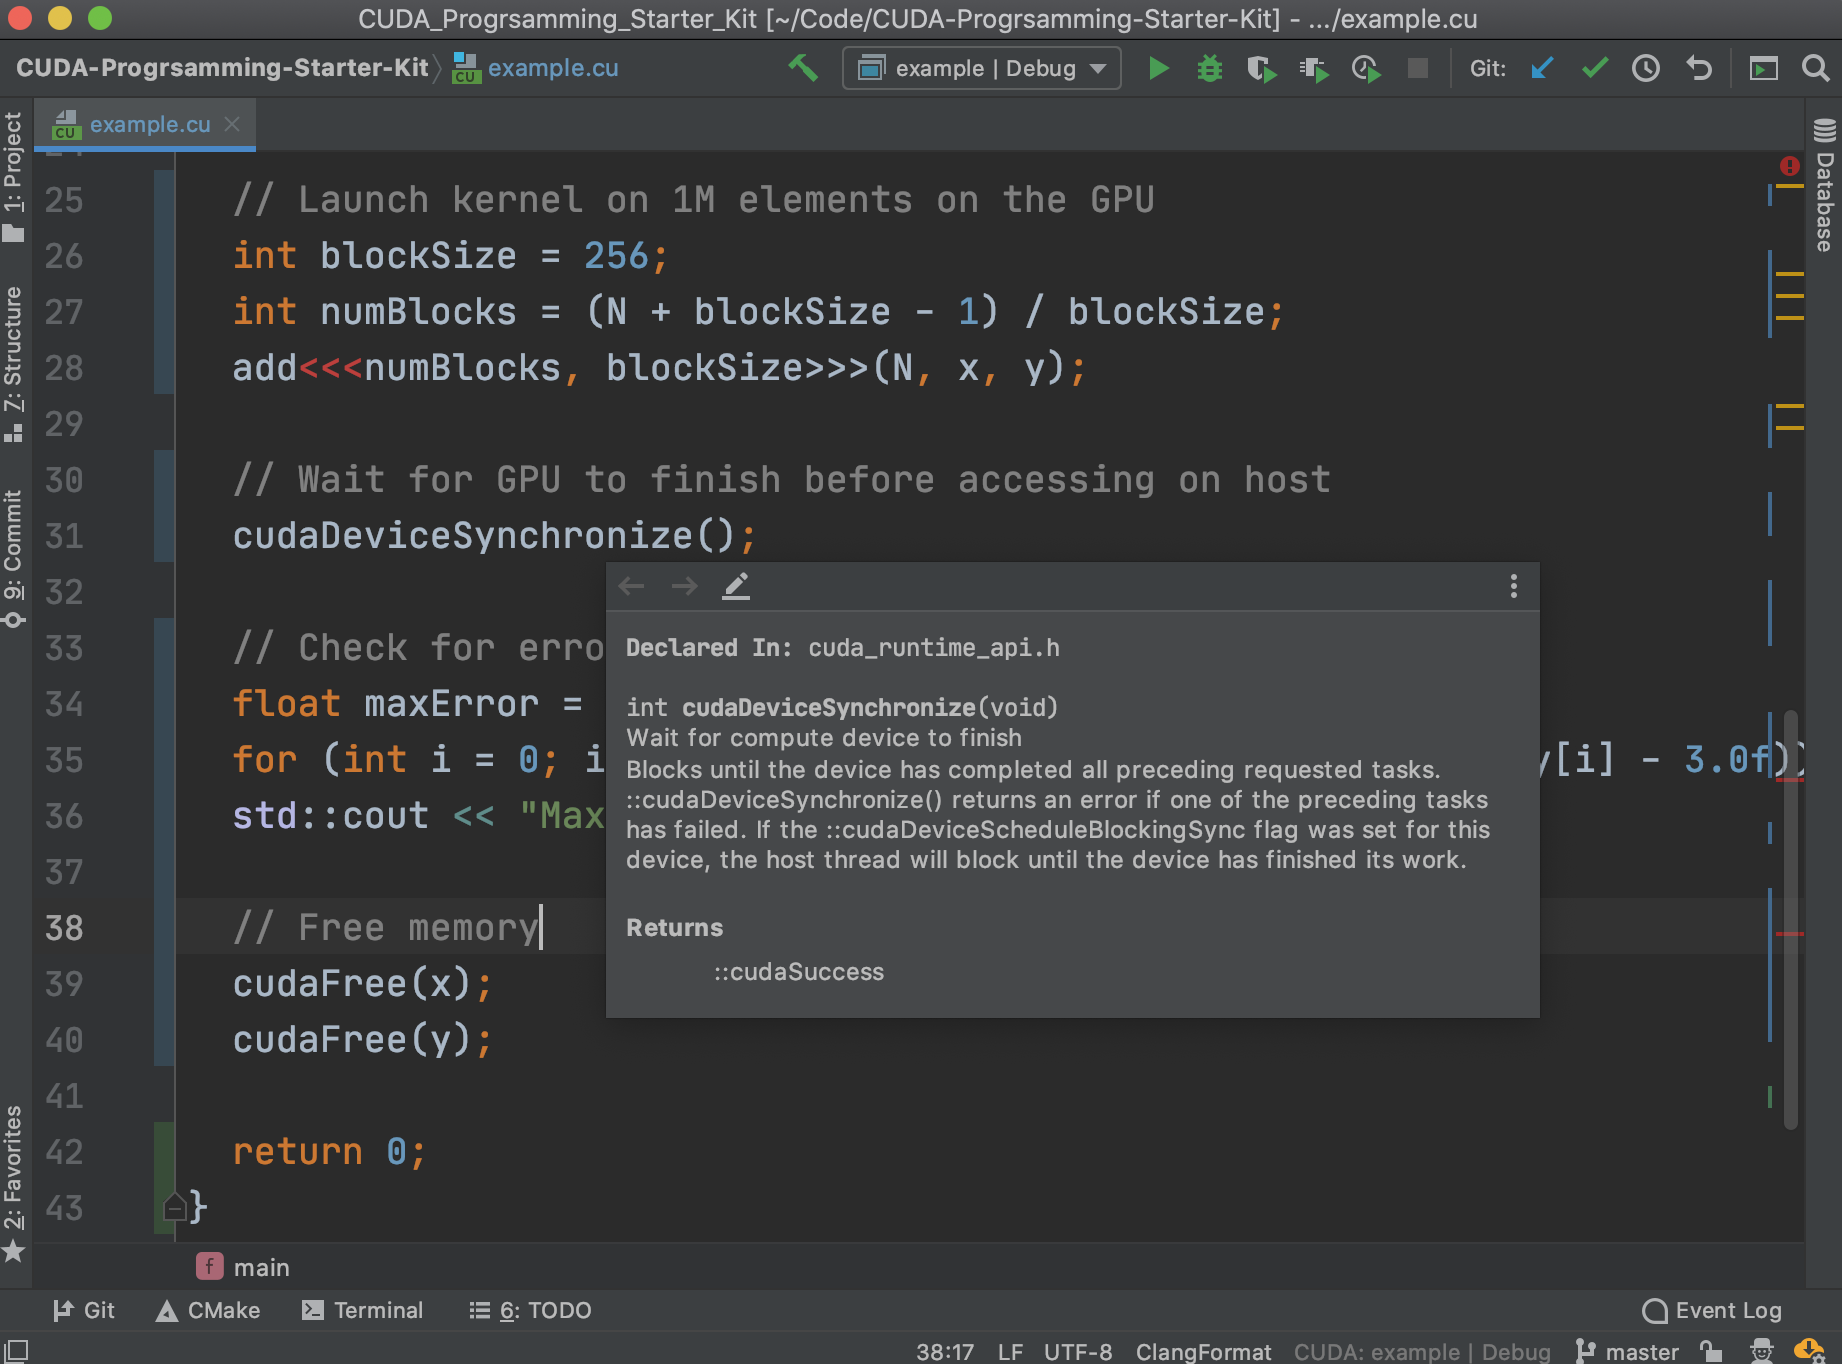 CUDA_Progrsamming_Starter_Kit [~/Code/CUDA-Progrsamming-Starter-Kit] - .../example.cu
CUDA-Progrsamming-Starter-Kit
CU example.cu
example | Debug
Git:
CU example.cu
1: Project
Z: Structure
9: Commit
2: Favorites
Database
25 // Launch kernel on 1M elements on the GPU
26 int blockSize = 256;
27 int numBlocks = (N + blockSize - 1) / blockSize;
28 add<<<numBlocks, blockSize>>>(N, x, y);
29
30 // Wait for GPU to finish before accessing on host
31 cudaDeviceSynchronize();
32
33 // Check for erro
34 float maxError =
35 for (int i = 0; i y[i] - 3.0f))
36 std::cout << "Max
37
38 // Free memory
39 cudaFree(x);
40 cudaFree(y);
41
42 return 0;
43 }
Declared In: cuda_runtime_api.h
int cudaDeviceSynchronize(void)
Wait for compute device to finish
Blocks until the device has completed all preceding requested tasks.
::cudaDeviceSynchronize() returns an error if one of the preceding tasks
has failed. If the ::cudaDeviceScheduleBlockingSync flag was set for this
device, the host thread will block until the device has finished its work.
Returns
::cudaSuccess
f main
Git
CMake
Terminal
6: TODO
Event Log
38:17 LF UTF-8 ClangFormat CUDA: example | Debug master